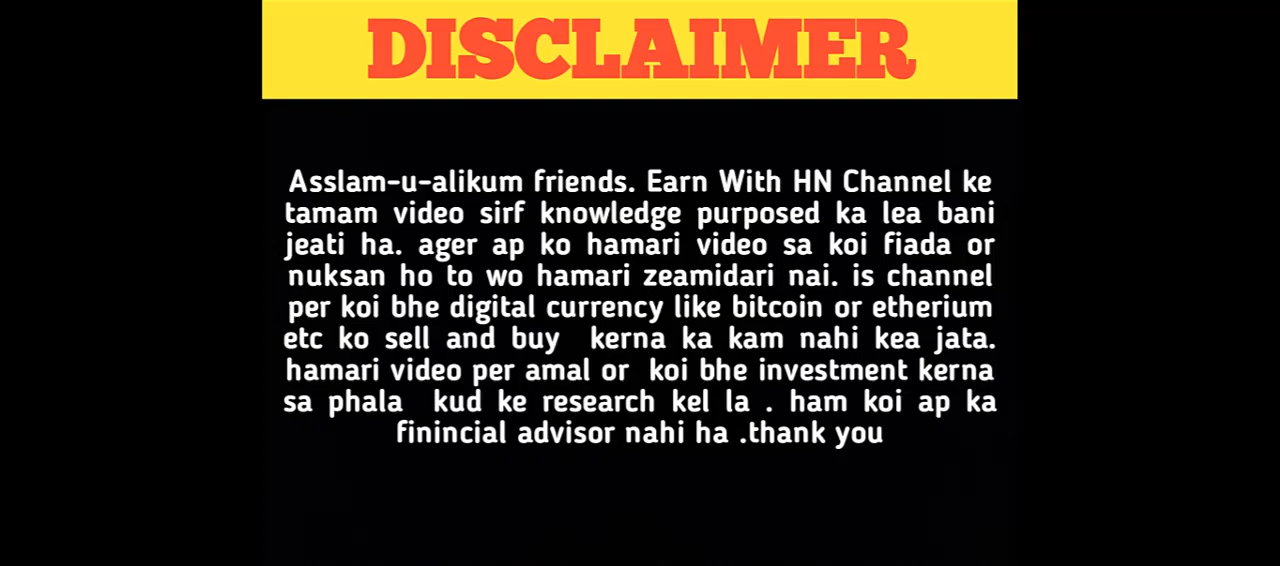 DISCLAIMER
Asslam-u-alikum friends. Earn With HN Channel ke
tamam video sirf knowledge purposed ka lea bani
jeati ha. ager ap ko hamari video sa koi fiada or
nuksan ho to wo hamari zeamidari nai. is channel
per koi bhe digital currency like bitcoin or etherium
etc ko sell and buy kerna ka kam nahi kea jata.
hamari video per amal or koi bhe investment kerna
sa phala kud ke research kel la . ham koi ap ka
finincial advisor nahi ha .thank you